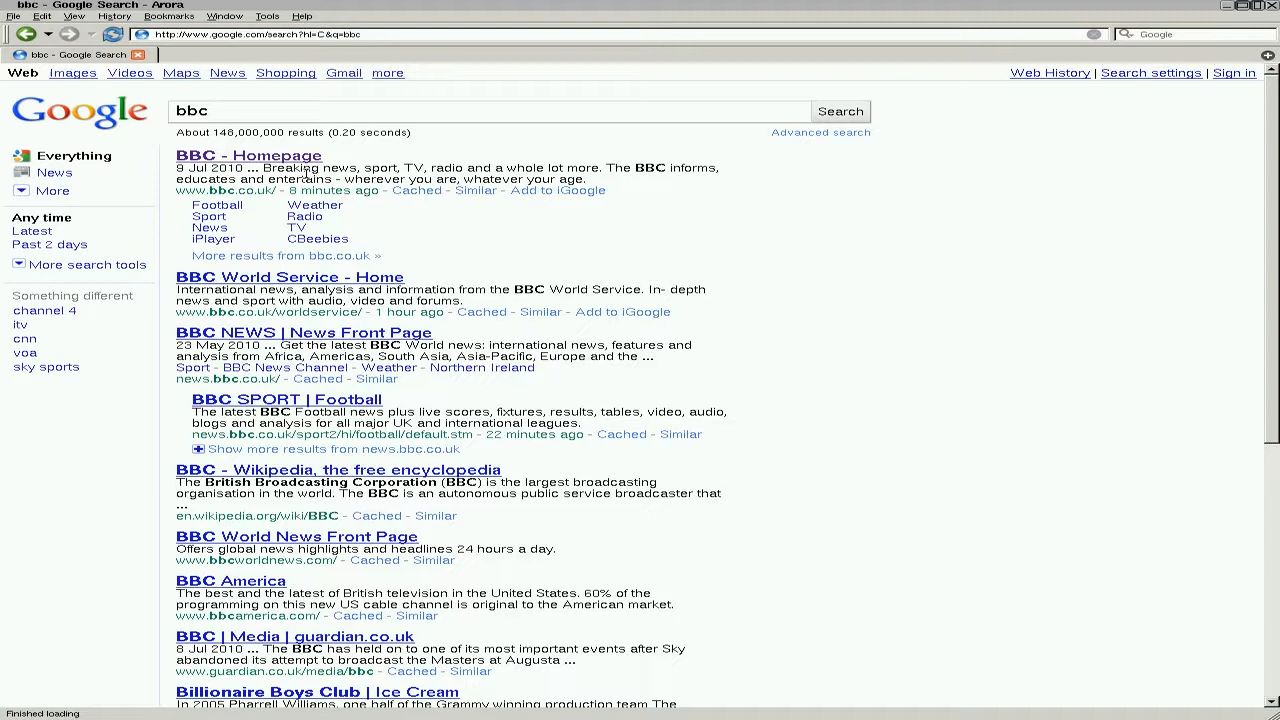 bbc - Google Search - Arora
File Edit View History Bookmarks Window Tools Help
http://www.google.com/search?hl=C&q=bbc
Google
bbc - Google Search
Web Images Videos Maps News Shopping Gmail more
Web History | Search settings | Sign in
Google
bbc
Search
About 148,000,000 results (0.20 seconds)
Advanced search
Everything
News
More
Any time
Latest
Past 2 days
More search tools
Something different
channel 4
itv
cnn
voa
sky sports
BBC - Homepage
9 Jul 2010 ... Breaking news, sport, TV, radio and a whole lot more. The BBC informs,
educates and entertains - wherever you are, whatever your age.
www.bbc.co.uk/ - 8 minutes ago - Cached - Similar - Add to iGoogle
Football Weather
Sport Radio
News TV
iPlayer CBeebies
More results from bbc.co.uk »
BBC World Service - Home
International news, analysis and information from the BBC World Service. In- depth
news and sport with audio, video and forums.
www.bbc.co.uk/worldservice/ - 1 hour ago - Cached - Similar - Add to iGoogle
BBC NEWS | News Front Page
23 May 2010 ... Get the latest BBC World news: international news, features and
analysis from Africa, Americas, South Asia, Asia-Pacific, Europe and the ...
Sport - BBC News Channel - Weather - Northern Ireland
news.bbc.co.uk/ - Cached - Similar
BBC SPORT | Football
The latest BBC Football news plus live scores, fixtures, results, tables, video, audio,
blogs and analysis for all major UK and international leagues.
news.bbc.co.uk/sport2/hi/football/default.stm - 22 minutes ago - Cached - Similar
Show more results from news.bbc.co.uk
BBC - Wikipedia, the free encyclopedia
The British Broadcasting Corporation (BBC) is the largest broadcasting
organisation in the world. The BBC is an autonomous public service broadcaster that
...
en.wikipedia.org/wiki/BBC - Cached - Similar
BBC World News Front Page
Offers global news highlights and headlines 24 hours a day.
www.bbcworldnews.com/ - Cached - Similar
BBC America
The best and the latest of British television in the United States. 60% of the
programming on this new US cable channel is original to the American market.
www.bbcamerica.com/ - Cached - Similar
BBC | Media | guardian.co.uk
8 Jul 2010 ... The BBC has held on to one of its most important events after Sky
abandoned its attempt to broadcast the Masters at Augusta ...
www.guardian.co.uk/media/bbc - Cached - Similar
Billionaire Boys Club | Ice Cream
In 2005 Pharrell Williams, one half of the Grammy winning production team The
Finished loading